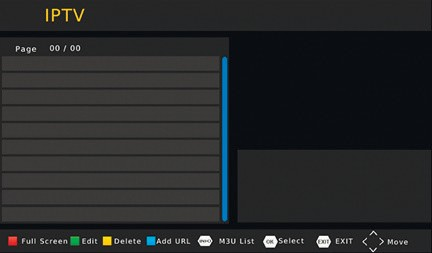 IPTV
Page 00 / 00
Full Screen Edit Delete Add URL INFO M3U List OK Select EXIT EXIT Move